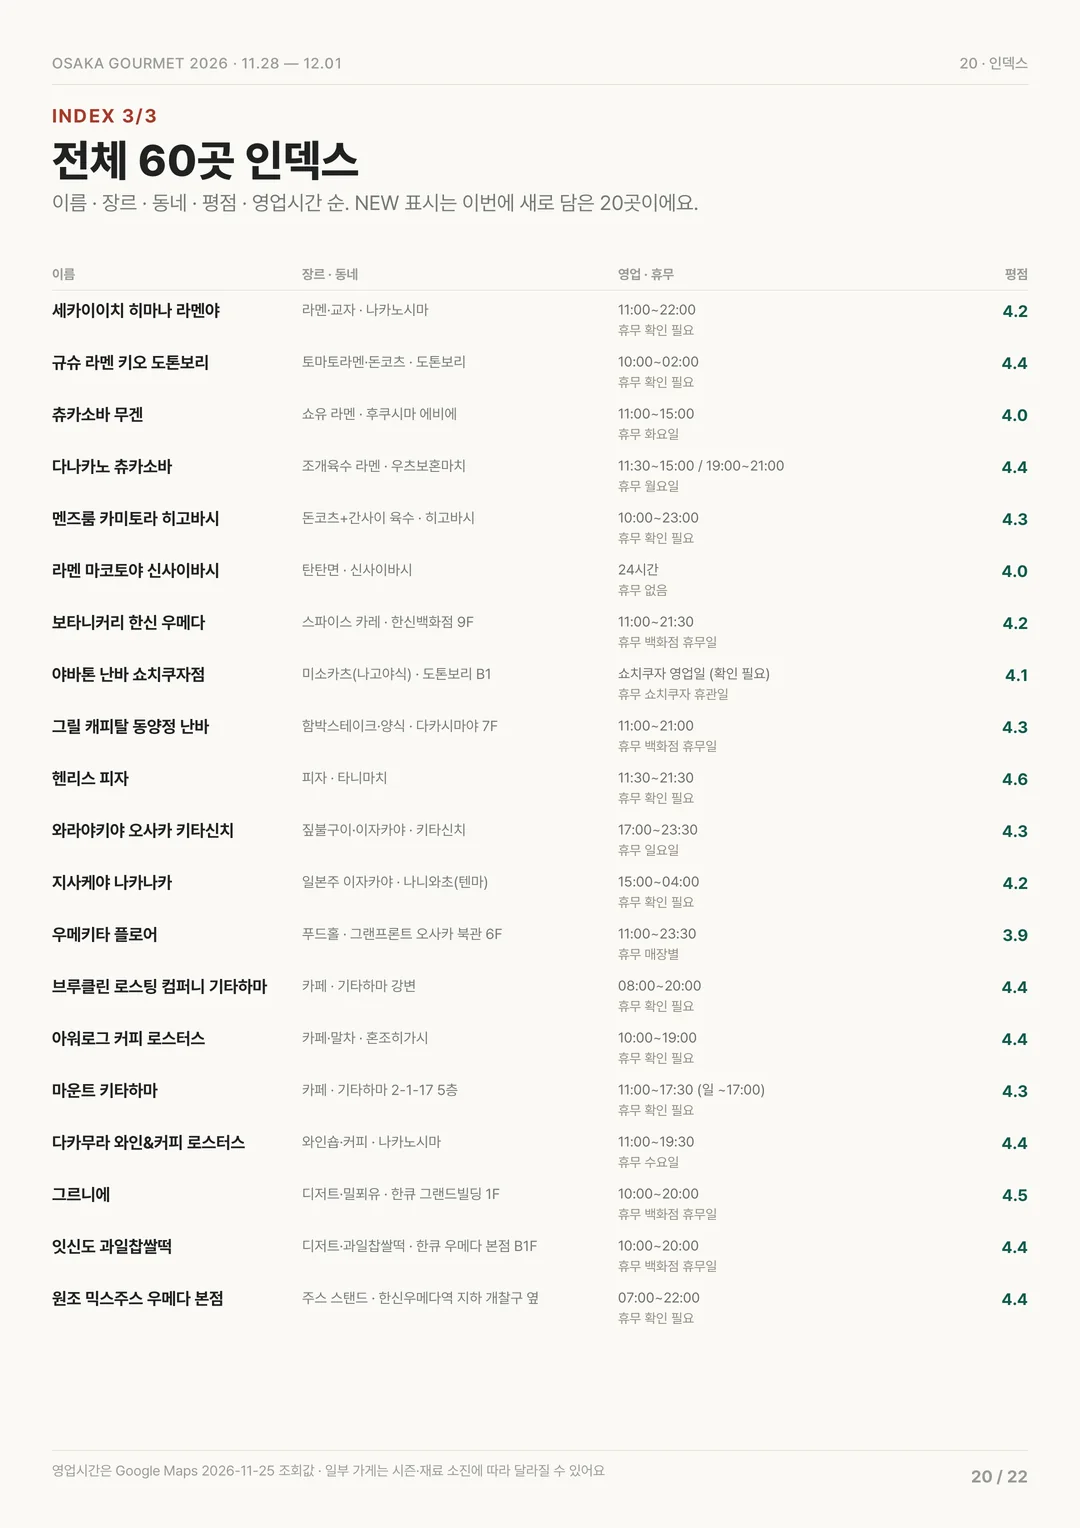 OSAKA GOURMET 2026 · 11.28 — 12.01
20 · 인덱스
INDEX 3/3
전체 60곳 인덱스
이름 · 장르 · 동네 · 평점 · 영업시간 순. NEW 표시는 이번에 새로 담은 20곳이에요.
이름 장르 · 동네 영업 · 휴무 평점
세카이이치 히마나 라멘야 라멘·교자 · 나카노시마 11:00~22:00 4.2
휴무 확인 필요
규슈 라멘 키오 도톤보리 토마토라멘·돈코츠 · 도톤보리 10:00~02:00 4.4
휴무 확인 필요
츄카소바 무겐 쇼유 라멘 · 후쿠시마 에비에 11:00~15:00 4.0
휴무 화요일
다나카노 츄카소바 조개육수 라멘 · 우츠보혼마치 11:30~15:00 / 19:00~21:00 4.4
휴무 월요일
멘즈룸 카미토라 히고바시 돈코츠+간사이 육수 · 히고바시 10:00~23:00 4.3
휴무 확인 필요
라멘 마코토야 신사이바시 탄탄면 · 신사이바시 24시간 4.0
휴무 없음
보타니커리 한신 우메다 스파이스 카레 · 한신백화점 9F 11:00~21:30 4.2
휴무 백화점 휴무일
야바톤 난바 쇼치쿠자점 미소카츠(나고야식) · 도톤보리 B1 쇼치쿠자 영업일 (확인 필요) 4.1
휴무 쇼치쿠자 휴관일
그릴 캐피탈 동양정 난바 함박스테이크·양식 · 다카시마야 7F 11:00~21:00 4.3
휴무 백화점 휴무일
헨리스 피자 피자 · 타니마치 11:30~21:30 4.6
휴무 확인 필요
와라야키야 오사카 키타신치 짚불구이·이자카야 · 키타신치 17:00~23:30 4.3
휴무 일요일
지사케야 나카나카 일본주 이자카야 · 나니와초(텐마) 15:00~04:00 4.2
휴무 확인 필요
우메키타 플로어 푸드홀 · 그랜프론트 오사카 북관 6F 11:00~23:30 3.9
휴무 매장별
브루클린 로스팅 컴퍼니 기타하마 카페 · 기타하마 강변 08:00~20:00 4.4
휴무 확인 필요
아워로그 커피 로스터스 카페·말차 · 혼조히가시 10:00~19:00 4.4
휴무 확인 필요
마운트 키타하마 카페 · 기타하마 2-1-17 5층 11:00~17:30 (일 ~17:00) 4.3
휴무 확인 필요
다카무라 와인&커피 로스터스 와인숍·커피 · 나카노시마 11:00~19:30 4.4
휴무 수요일
그르니에 디저트·밀푀유 · 한큐 그랜드빌딩 1F 10:00~20:00 4.5
휴무 백화점 휴무일
잇신도 과일찹쌀떡 디저트·과일찹쌀떡 · 한큐 우메다 본점 B1F 10:00~20:00 4.4
휴무 백화점 휴무일
원조 믹스주스 우메다 본점 주스 스탠드 · 한신우메다역 지하 개찰구 옆 07:00~22:00 4.4
휴무 확인 필요
영업시간은 Google Maps 2026-11-25 조회값 · 일부 가게는 시즌·재료 소진에 따라 달라질 수 있어요
20 / 22